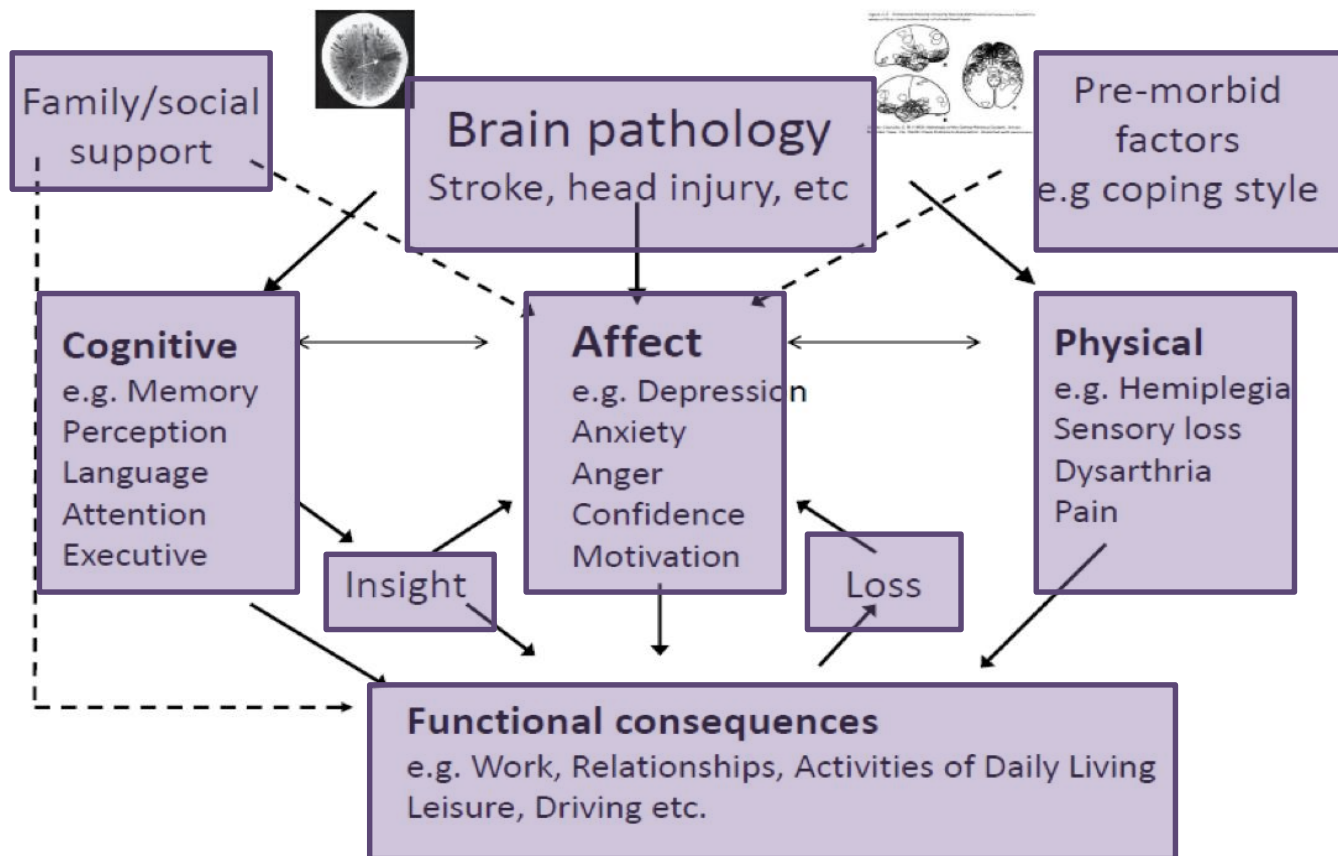 Family/social
support
Brain pathology
Stroke, head injury, etc
Pre-morbid
factors
e.g coping style
Cognitive
e.g. Memory
Perception
Language
Attention
Executive
Affect
e.g. Depression
Anxiety
Anger
Confidence
Motivation
Physical
e.g. Hemiplegia
Sensory loss
Dysarthria
Pain
Insight
Loss
Functional consequences
e.g. Work, Relationships, Activities of Daily Living
Leisure, Driving etc.